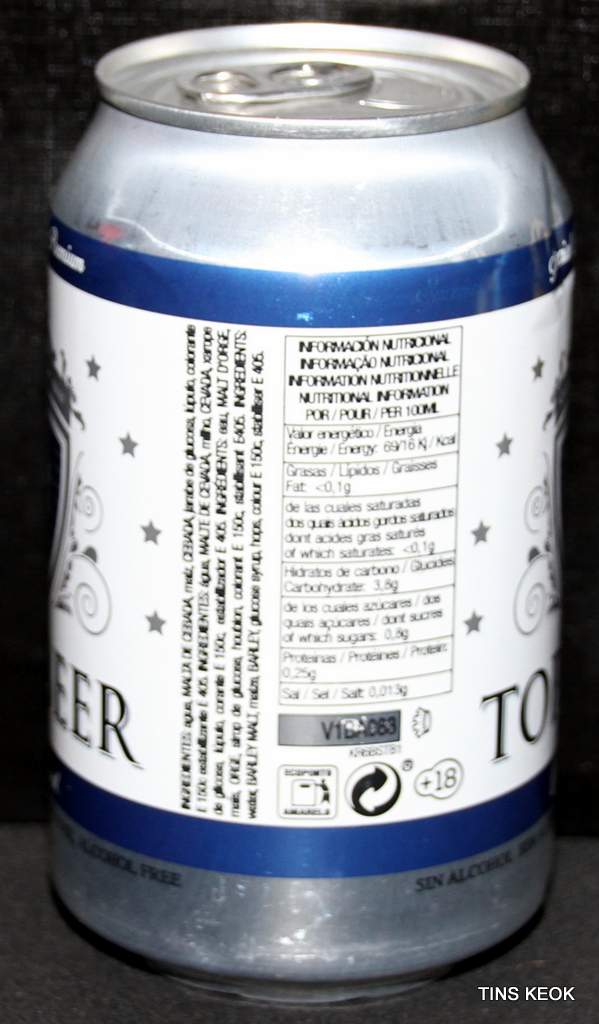 INGREDIENTES: agua, MALTA DE CEBADA, maíz, CEBADA, jarabe de glucosa, lúpulo, colorante
E 150c, estabilizante E 405. INGREDIENTES: água, MALTE DE CEVADA, milho, CEVADA, xarope
de glicose, lúpulo, corante E 150c, estabilizador E 405. INGRÉDIENTS: eau, MALT D'ORGE,
maïs, ORGE, sirop de glucose, houblon, colorant E 150c, stabilisant E405. INGREDIENTS:
water, BARLEY MALT, maize, BARLEY, glucose syrup, hops, colour E 150c, stabiliser E 405.
INFORMACIÓN NUTRICIONAL
INFORMAÇÃO NUTRICIONAL
INFORMATION NUTRITIONNELLE
NUTRITIONAL INFORMATION
POR / POUR / PER 100ML
Valor energético / Energia
Énergie / Energy: 69/16 kj / Kcal
Grasas / Lípidos / Graisses
Fat: <0,1g
de las cuales saturadas
dos quais ácidos gordos saturados
dont acides gras saturés
of which saturates: <0,1g
Hidratos de carbono / Glucides
Carbohydrate: 3,8g
de los cuales azúcares / dos
quais açúcares / dont sucres
of which sugars: 0,8g
Proteínas / Protéines / Protein:
0,25g
Sal / Sel / Salt: 0,013g
V1BA063
ECOPONTO
AMARELO
®
+18
EER
TO
ALCOHOL FREE
SIN ALCOHOL
TINS KEOK